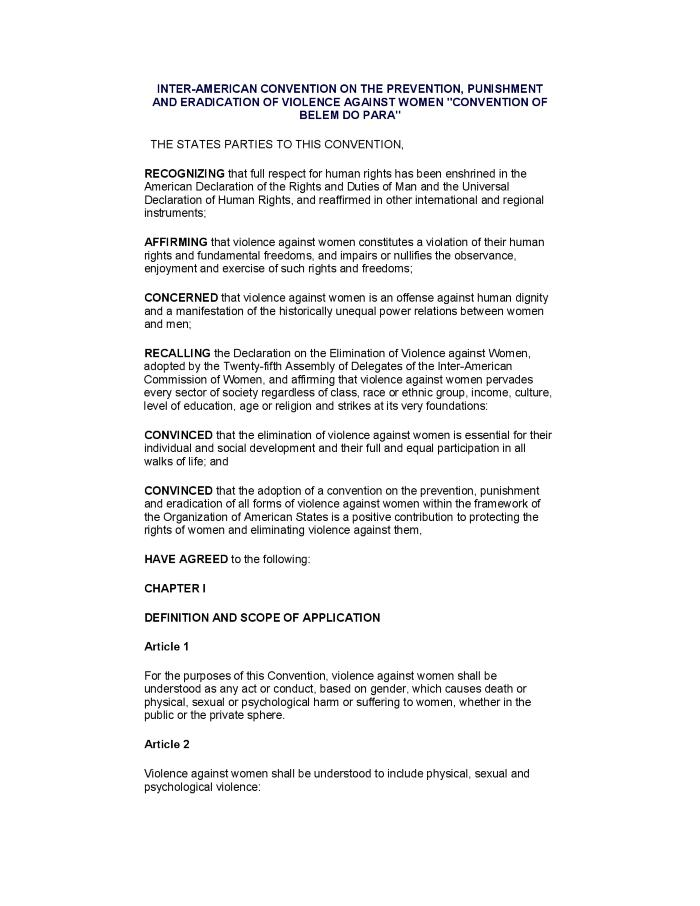 INTER-AMERICAN CONVENTION ON THE PREVENTION, PUNISHMENT
AND ERADICATION OF VIOLENCE AGAINST WOMEN "CONVENTION OF
BELEM DO PARA"
THE STATES PARTIES TO THIS CONVENTION,
RECOGNIZING that full respect for human rights has been enshrined in the
American Declaration of the Rights and Duties of Man and the Universal
Declaration of Human Rights, and reaffirmed in other international and regional
instruments;
AFFIRMING that violence against women constitutes a violation of their human
rights and fundamental freedoms, and impairs or nullifies the observance,
enjoyment and exercise of such rights and freedoms;
CONCERNED that violence against women is an offense against human dignity
and a manifestation of the historically unequal power relations between women
and men;
RECALLING the Declaration on the Elimination of Violence against Women,
adopted by the Twenty-fifth Assembly of Delegates of the Inter-American
Commission of Women, and affirming that violence against women pervades
every sector of society regardless of class, race or ethnic group, income, culture,
level of education, age or religion and strikes at its very foundations:
CONVINCED that the elimination of violence against women is essential for their
individual and social development and their full and equal participation in all
walks of life; and
CONVINCED that the adoption of a convention on the prevention, punishment
and eradication of all forms of violence against women within the framework of
the Organization of American States is a positive contribution to protecting the
rights of women and eliminating violence against them,
HAVE AGREED to the following:
CHAPTER I
DEFINITION AND SCOPE OF APPLICATION
Article 1
For the purposes of this Convention, violence against women shall be
understood as any act or conduct, based on gender, which causes death or
physical, sexual or psychological harm or suffering to women, whether in the
public or the private sphere.
Article 2
Violence against women shall be understood to include physical, sexual and
psychological violence: